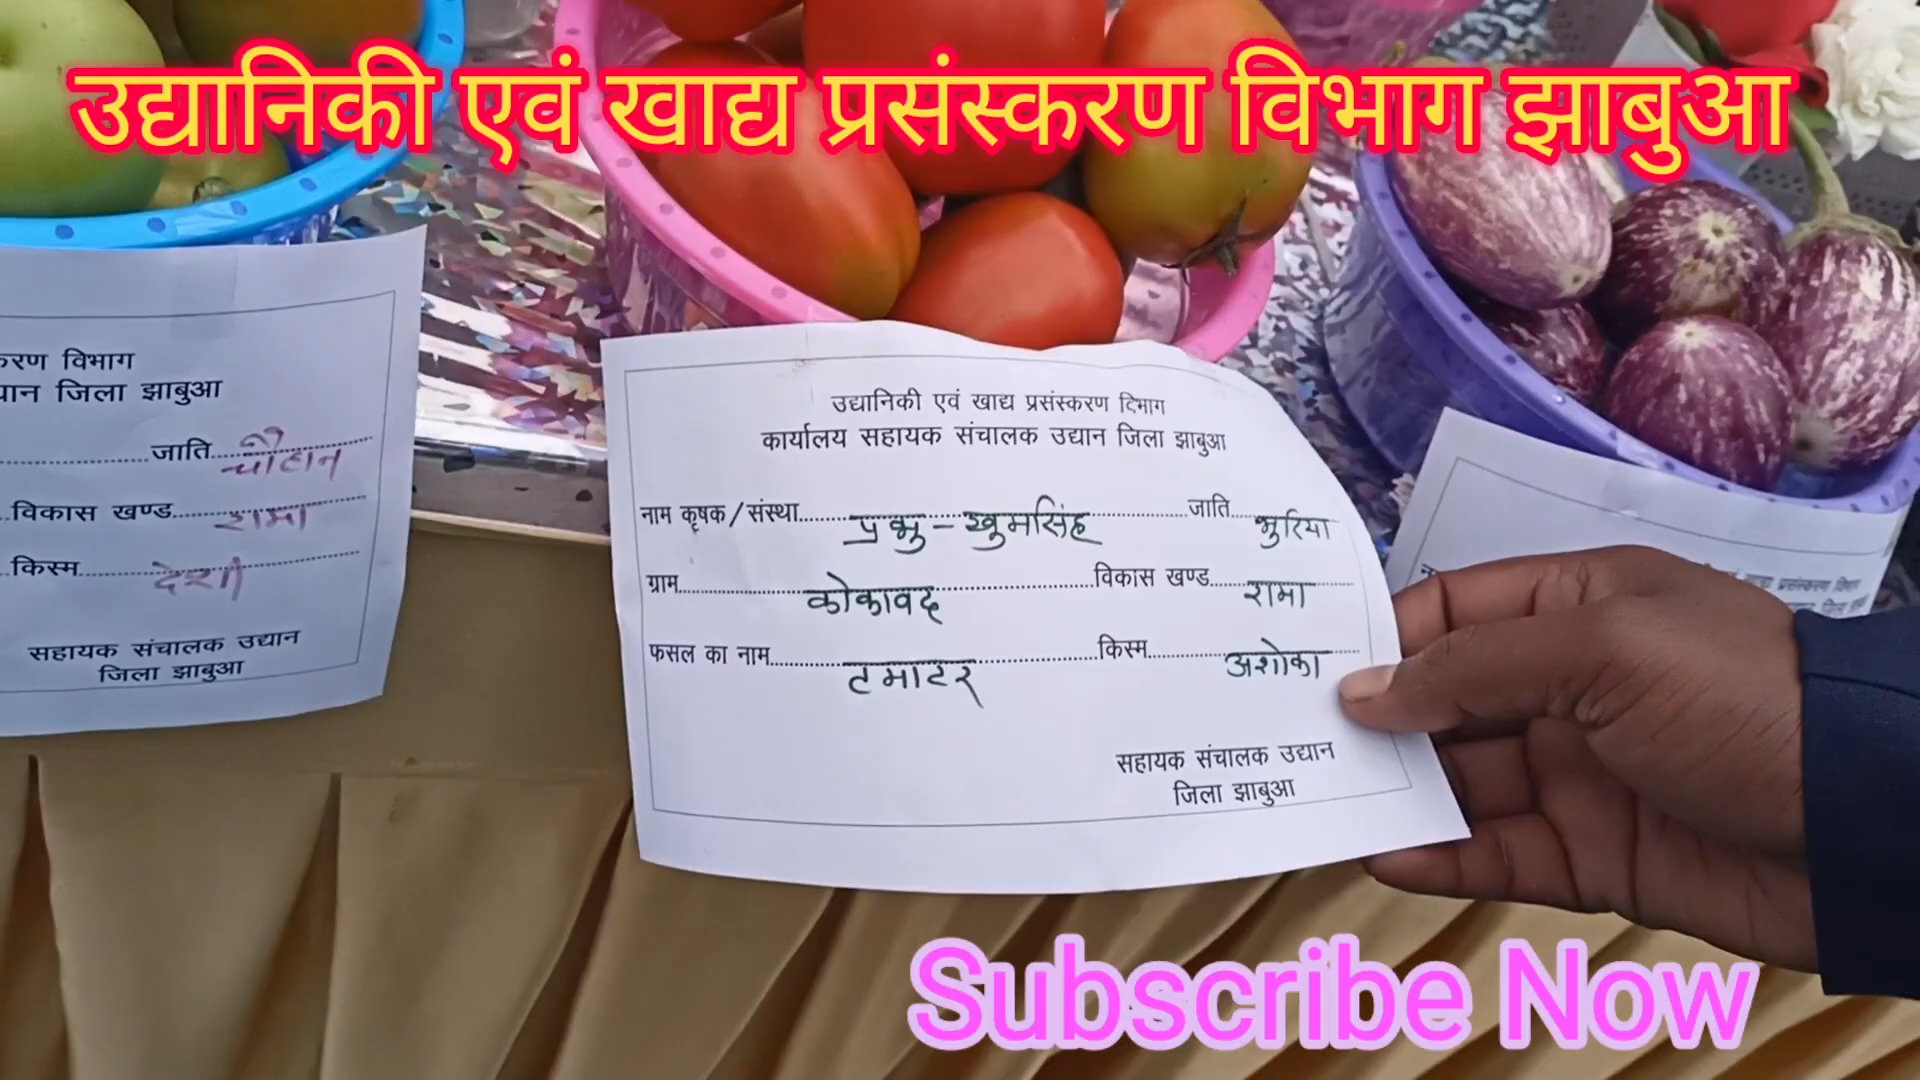 उद्यानिकी एवं खाद्य प्रसंस्करण विभाग झाबुआ
करण विभाग
यान जिला झाबुआ
जाति चौहान
विकास खण्ड रामा
किस्म देशी
सहायक संचालक उद्यान
जिला झाबुआ
उद्यानिकी एवं खाद्य प्रसंस्करण विभाग
कार्यालय सहायक संचालक उद्यान जिला झाबुआ
नाम कृषक/संस्था प्रभु - खुमसिंह जाति भुरिया
ग्राम कोकावद विकास खण्ड रामा
फसल का नाम टमाटर किस्म अशोका
सहायक संचालक उद्यान
जिला झाबुआ
Subscribe Now